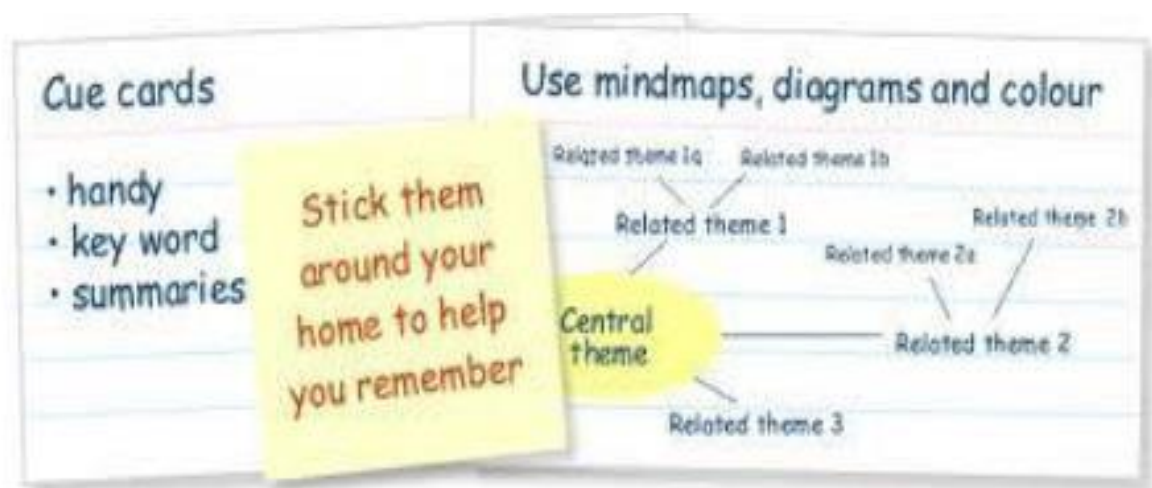 Cue cards
• handy
• key word
• summaries
Stick them
around your
home to help
you remember
Use mindmaps, diagrams and colour
Related theme 1a
Related theme 1b
Related theme 1
Related theme 2b
Related theme 2a
Central
theme
Related theme 2
Related theme 3